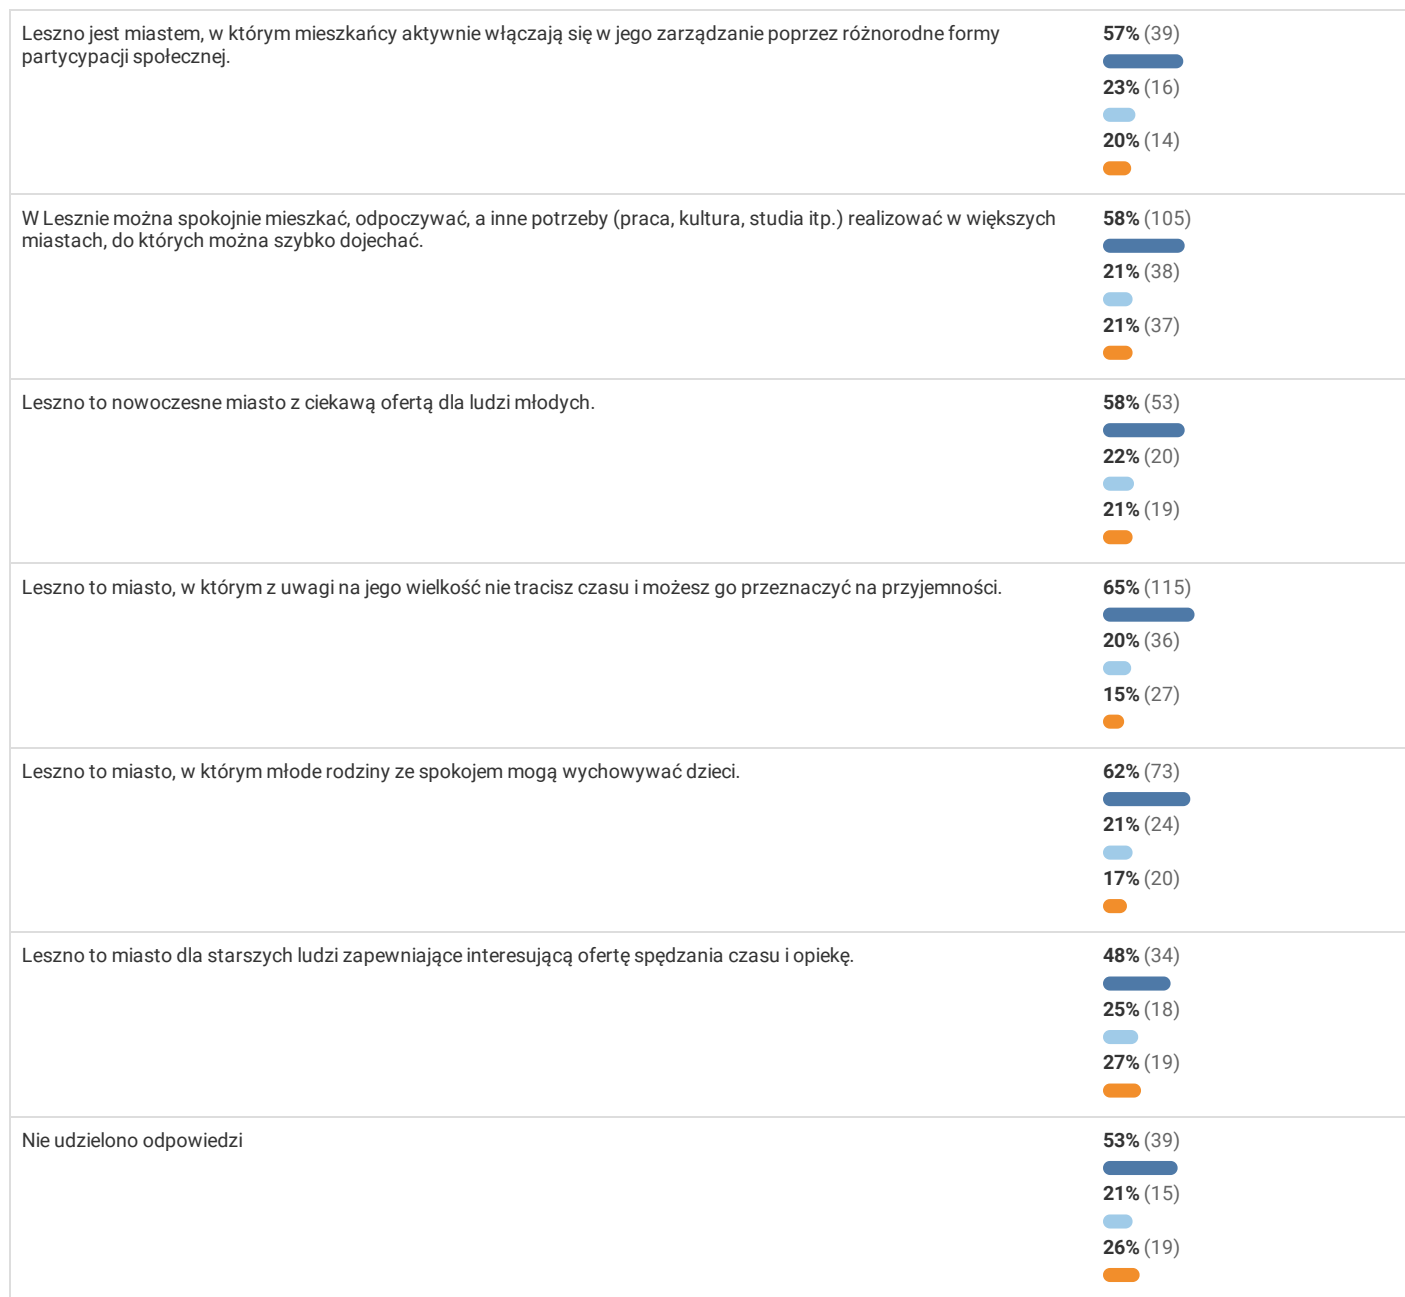 Leszno jest miastem, w którym mieszkańcy aktywnie włączają się w jego zarządzanie poprzez różnorodne formy
partycypacji społecznej.
57% (39)
23% (16)
20% (14)
W Lesznie można spokojnie mieszkać, odpoczywać, a inne potrzeby (praca, kultura, studia itp.) realizować w większych
miastach, do których można szybko dojechać.
58% (105)
21% (38)
21% (37)
Leszno to nowoczesne miasto z ciekawą ofertą dla ludzi młodych.
58% (53)
22% (20)
21% (19)
Leszno to miasto, w którym z uwagi na jego wielkość nie tracisz czasu i możesz go przeznaczyć na przyjemności.
65% (115)
20% (36)
15% (27)
Leszno to miasto, w którym młode rodziny ze spokojem mogą wychowywać dzieci.
62% (73)
21% (24)
17% (20)
Leszno to miasto dla starszych ludzi zapewniające interesującą ofertę spędzania czasu i opiekę.
48% (34)
25% (18)
27% (19)
Nie udzielono odpowiedzi
53% (39)
21% (15)
26% (19)